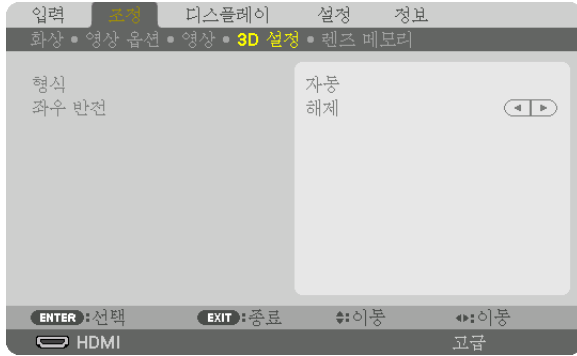 입력 조정 디스플레이 설정 정보
화상 • 영상 옵션 • 영상 • 3D 설정 • 렌즈 메모리
형식 자동
좌우 반전 해제
ENTER :선택 EXIT :종료 :이동 :이동
HDMI 고급